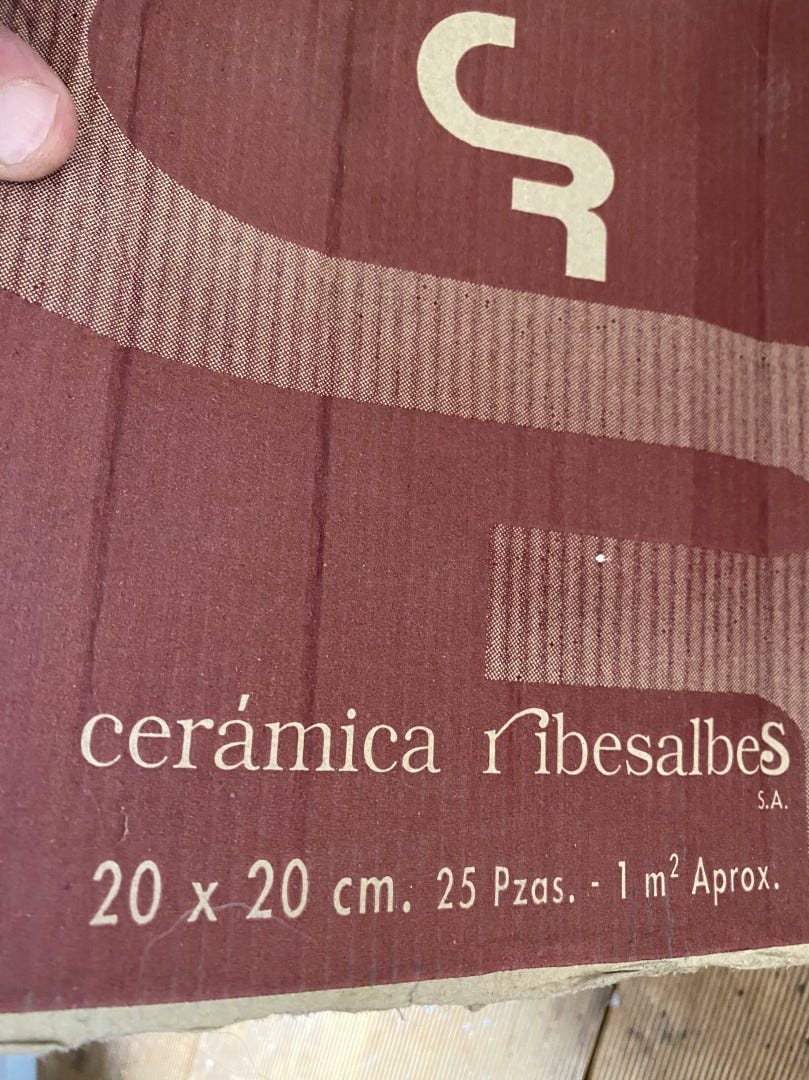 CR
cerámica ribesalbes
S.A.
20 x 20 cm. 25 Pzas. - 1 m² Aprox.